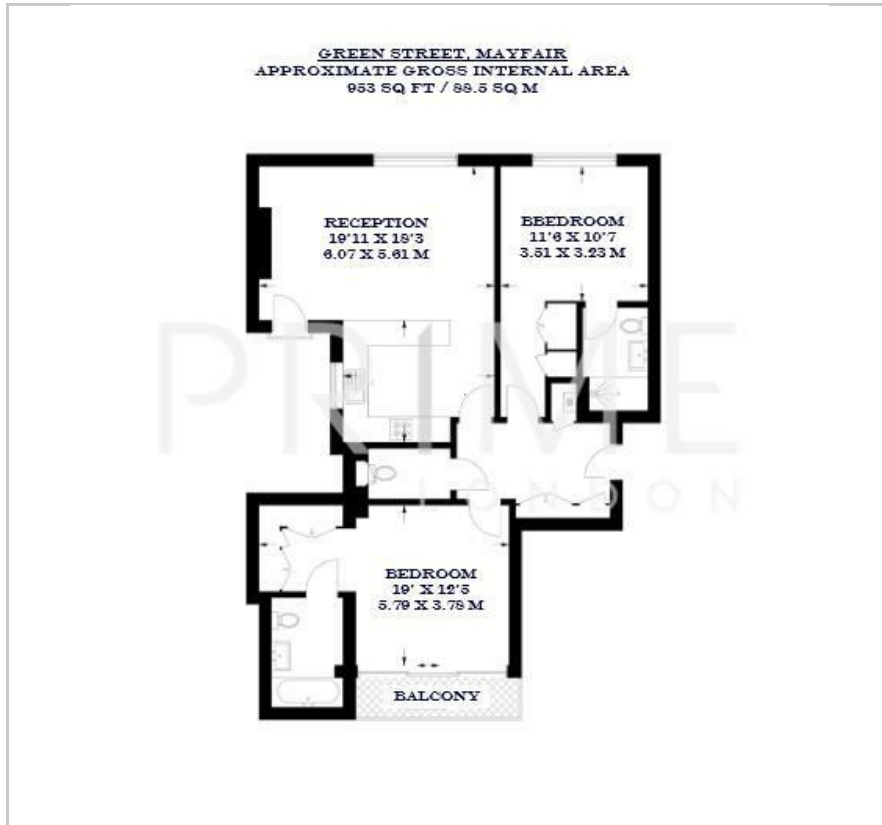 GREEN STREET, MAYFAIR
APPROXIMATE GROSS INTERNAL AREA
953 SQ FT / 88.5 SQ M
RECEPTION
19'11 X 18'3
6.07 X 5.61 M
BBEDROOM
11'6 X 10'7
3.51 X 3.23 M
PRIME
LONDON
BEDROOM
19' X 12'5
5.79 X 3.78 M
BALCONY